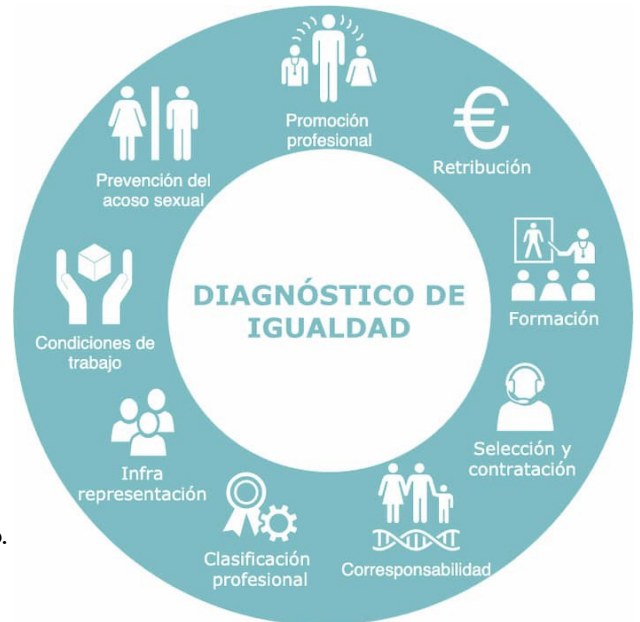 Promoción
profesional
€
Retribución
Formación
Selección y
contratación
Corresponsabilidad
Clasificación
profesional
Infra
representación
Condiciones de
trabajo
Prevención del
acoso sexual
DIAGNÓSTICO DE
IGUALDAD